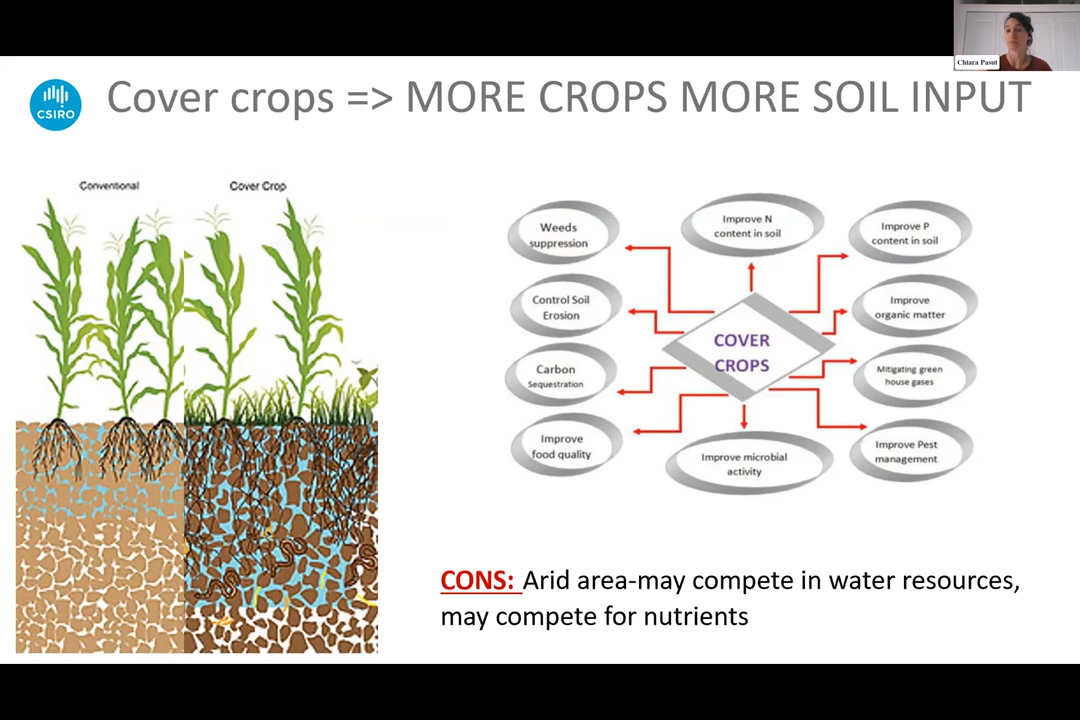 Chiara Pasut
CSIRO
Cover crops => MORE CROPS MORE SOIL INPUT
Conventional
Cover Crop
Weeds
suppression
Improve N
content in soil
Improve P
content in soil
Control Soil
Erosion
Improve
organic matter
COVER
CROPS
Carbon
Sequestration
Mitigating green
house gases
Improve
food quality
Improve microbial
activity
Improve Pest
management
CONS: Arid area-may compete in water resources,
may compete for nutrients